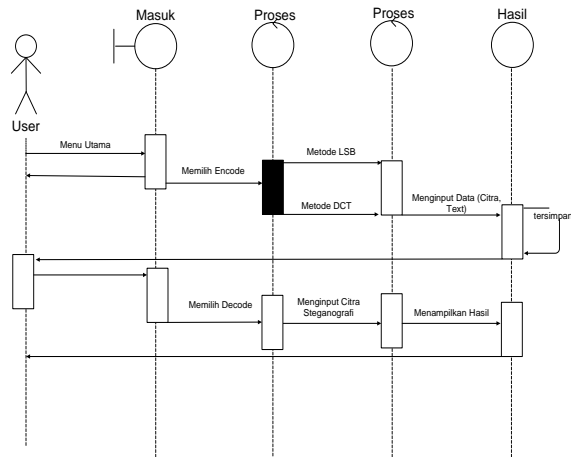 Masuk
Proses
Proses
Hasil
User
Menu Utama
Memilih Encode
Metode LSB
Metode DCT
Menginput Data (Citra,
Text)
tersimpan
Memilih Decode
Menginput Citra
Steganografi
Menampilkan Hasil